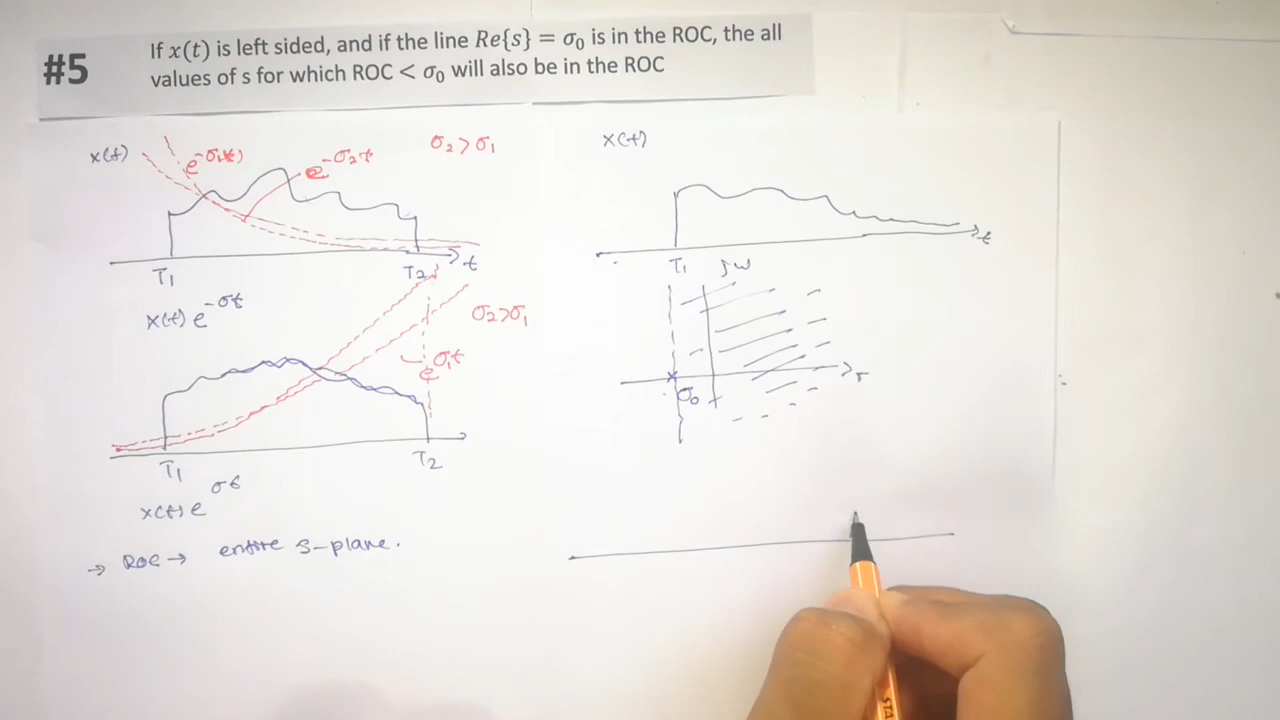 #5
If x(t) is left sided, and if the line Re{s} = σ₀ is in the ROC, the all
values of s for which ROC < σ₀ will also be in the ROC
x(t)
e^-σ₁t)
e^-σ₂t
σ₂ > σ₁
T₁
T₂
t
x(t) e^-σt
σ₂>σ₁
e^σ₁t
T₁
T₂
x(t) e^σt
→ ROC → entire s-plane.
x(t)
t
T₁
jω
σ₀
STA